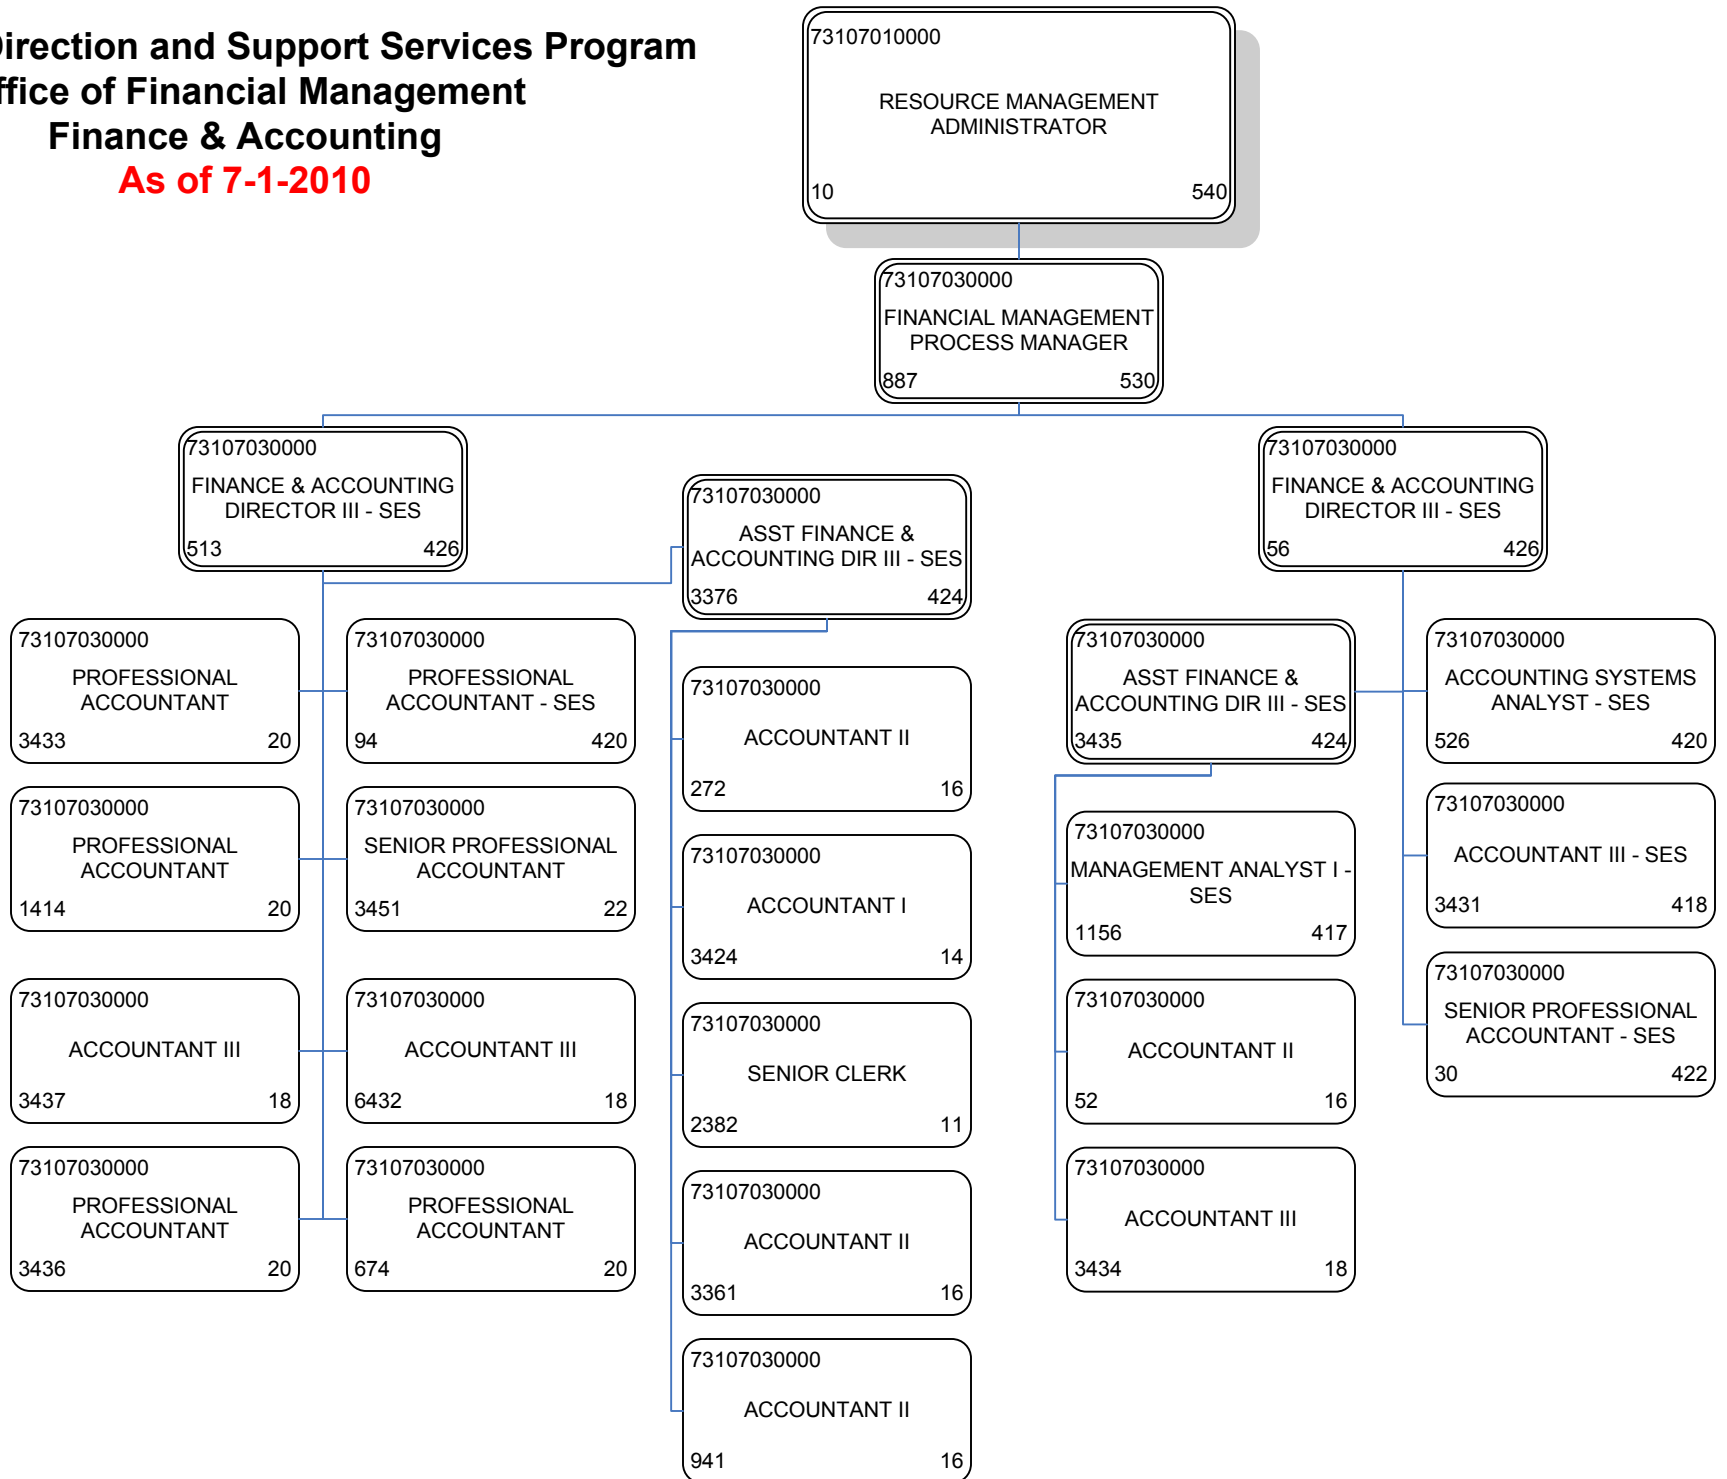 Direction and Support Services Program
ffice of Financial Management
Finance & Accounting
As of 7-1-2010
73107010000
RESOURCE MANAGEMENT
ADMINISTRATOR
10 540
73107030000
FINANCIAL MANAGEMENT
PROCESS MANAGER
887 530
73107030000
FINANCE & ACCOUNTING
DIRECTOR III - SES
513 426
73107030000
ASST FINANCE &
ACCOUNTING DIR III - SES
3376 424
73107030000
FINANCE & ACCOUNTING
DIRECTOR III - SES
56 426
73107030000
PROFESSIONAL
ACCOUNTANT
3433 20
73107030000
PROFESSIONAL
ACCOUNTANT - SES
94 420
73107030000
PROFESSIONAL
ACCOUNTANT
1414 20
73107030000
SENIOR PROFESSIONAL
ACCOUNTANT
3451 22
73107030000
ACCOUNTANT III
3437 18
73107030000
ACCOUNTANT III
6432 18
73107030000
PROFESSIONAL
ACCOUNTANT
3436 20
73107030000
PROFESSIONAL
ACCOUNTANT
674 20
73107030000
ACCOUNTANT II
272 16
73107030000
ACCOUNTANT I
3424 14
73107030000
SENIOR CLERK
2382 11
73107030000
ACCOUNTANT II
3361 16
73107030000
ACCOUNTANT II
941 16
73107030000
ASST FINANCE &
ACCOUNTING DIR III - SES
3435 424
73107030000
MANAGEMENT ANALYST I -
SES
1156 417
73107030000
ACCOUNTANT II
52 16
73107030000
ACCOUNTANT III
3434 18
73107030000
ACCOUNTING SYSTEMS
ANALYST - SES
526 420
73107030000
ACCOUNTANT III - SES
3431 418
73107030000
SENIOR PROFESSIONAL
ACCOUNTANT - SES
30 422